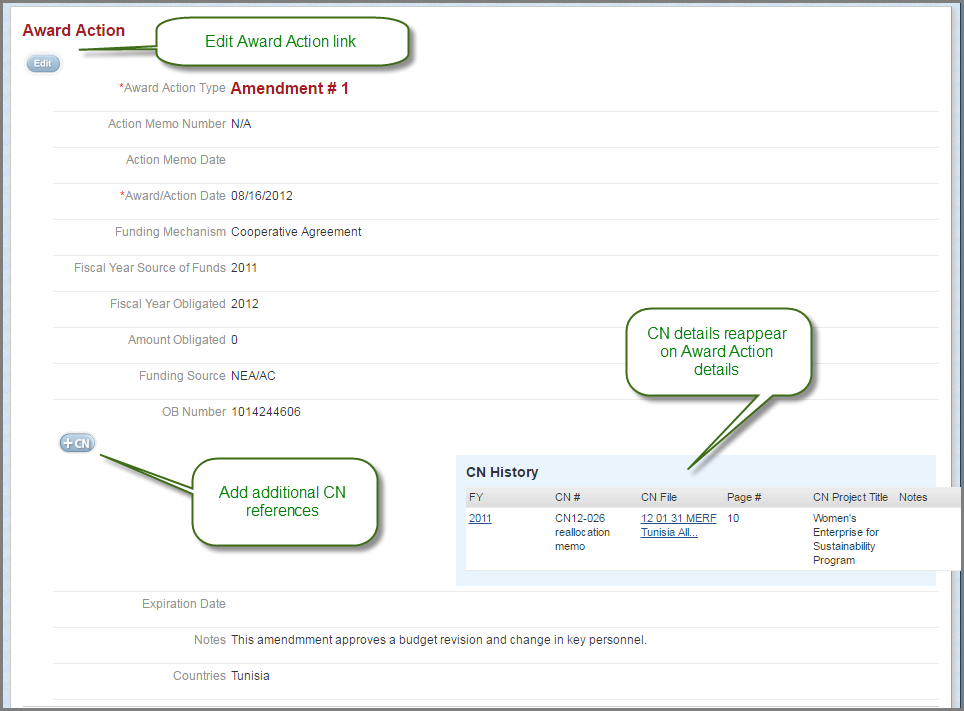 Award Action
Edit Award Action link
Edit
*Award Action Type Amendment # 1
Action Memo Number N/A
Action Memo Date
*Award/Action Date 08/16/2012
Funding Mechanism Cooperative Agreement
Fiscal Year Source of Funds 2011
Fiscal Year Obligated 2012
Amount Obligated 0
Funding Source NEA/AC
OB Number 1014244606
CN details reappear
on Award Action
details
+CN
Add additional CN
references
CN History
FY CN # CN File Page # CN Project Title Notes
2011 CN12-026 12 01 31 MERF 10 Women's
reallocation Tunisia All... Enterprise for
memo Sustainability
Program
Expiration Date
Notes This amendmment approves a budget revision and change in key personnel.
Countries Tunisia